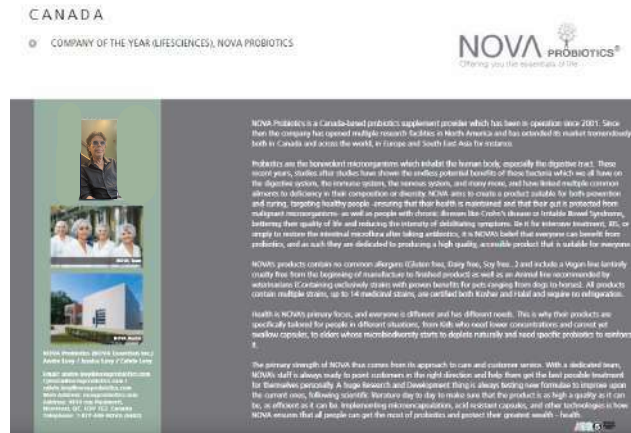 CANADA
COMPANY OF THE YEAR (LIFESCIENCES), NOVA PROBIOTICS
NOVA PROBIOTICS®
Offering you the essentials of life
NOVA Probiotics is a Canada-based probiotics supplement provider which has been in operation since 2001. Since
then the company has opened multiple research facilities in North America and has extended its market tremendously
both in Canada and across the world, in Europe and South East Asia for instance.
Probiotics are the benevolent microorganisms which inhabit the human body, especially the digestive tract. These
recent years, studies after studies have shown the endless potential benefits of these bacteria which we all have on
the digestive system, the immune system, the nervous system, and many more, and have linked multiple common
ailments to deficiency in their composition or diversity. NOVA aims to create a product suitable for both prevention
and curing, targeting healthy people -ensuring that their health is maintained and that their gut is protected from
malignant microorganisms- as well as people with chronic illnesses like Crohn's disease or Irritable Bowel Syndrome,
bettering their quality of life and reducing the intensity of debilitating symptoms. Be it for intensive treatment, IBS, or
simply to restore the intestinal microflora after taking antibiotics, it is NOVA's belief that everyone can benefit from
probiotics, and as such they are dedicated to producing a high quality, accessible product that is suitable for everyone.
NOVA's products contain no common allergens (Gluten free, Dairy free, Soy free...) and include a Vegan line (entirely
cruelty free from the beginning of manufacture to finished product) as well as an Animal line recommended by
veterinarians (Containing exclusively strains with proven benefits for pets ranging from dogs to horses). All products
contain multiple strains, up to 14 medicinal strains, are certified both Kosher and Halal and require no refrigeration.
Health is NOVA's primary focus, and everyone is different and has different needs. This is why their products are
specifically tailored for people in different situations, from Kids who need lower concentrations and cannot yet
swallow capsules, to elders whose microbiodiversity starts to deplete naturally and need specific probiotics to reinforce
it.
The primary strength of NOVA thus comes from its approach to care and customer service. With a dedicated team,
NOVA's staff is always ready to point customers in the right direction and help them get the best possible treatment
for themselves personally. A huge Research and Development thing is always testing new formulae to improve upon
the current ones, following scientific literature day to day to make sure that the product is as high a quality as it can
be, as efficient as it can be. Implementing microencapsulation, acid resistant capsules, and other technologies is how
NOVA ensures that all people can get the most of probiotics and protect their greatest wealth - health.
NOVA Probiotics (NOVA Essentials Inc.)
Web Address: novaprobiotics.com
Montreal, QC, Canada